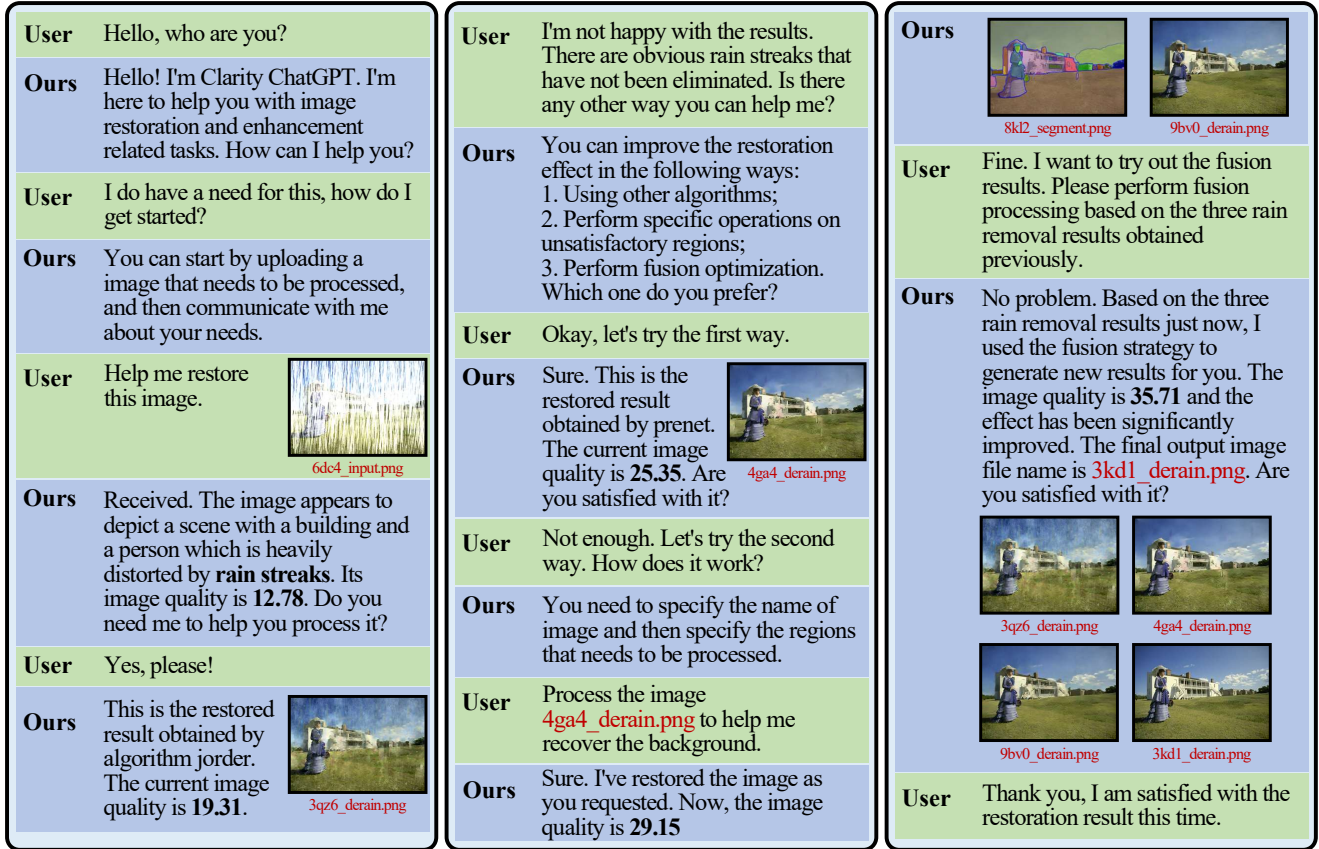 User
Hello, who are you?
Ours
Hello! I'm Clarity ChatGPT. I'm
here to help you with image
restoration and enhancement
related tasks. How can I help you?
User
I do have a need for this, how do I
get started?
Ours
You can start by uploading a
image that needs to be processed,
and then communicate with me
about your needs.
User
Help me restore
this image.
6dc4_input.png
Ours
Received. The image appears to
depict a scene with a building and
a person which is heavily
distorted by rain streaks. Its
image quality is 12.78. Do you
need me to help you process it?
User
Yes, please!
Ours
This is the restored
result obtained by
algorithm jorder.
The current image
quality is 19.31.
3qz6_derain.png
User
I'm not happy with the results.
There are obvious rain streaks that
have not been eliminated. Is there
any other way you can help me?
Ours
You can improve the restoration
effect in the following ways:
1. Using other algorithms;
2. Perform specific operations on
unsatisfactory regions;
3. Perform fusion optimization.
Which one do you prefer?
User
Okay, let's try the first way.
Ours
Sure. This is the
restored result
obtained by prenet.
The current image
quality is 25.35. Are
you satisfied with it?
4ga4_derain.png
User
Not enough. Let's try the second
way. How does it work?
Ours
You need to specify the name of
image and then specify the regions
that needs to be processed.
User
Process the image
4ga4_derain.png to help me
recover the background.
Ours
Sure. I've restored the image as
you requested. Now, the image
quality is 29.15
Ours
8kl2_segment.png
9bv0_derain.png
User
Fine. I want to try out the fusion
results. Please perform fusion
processing based on the three rain
removal results obtained
previously.
Ours
No problem. Based on the three
rain removal results just now, I
used the fusion strategy to
generate new results for you. The
image quality is 35.71 and the
effect has been significantly
improved. The final output image
file name is 3kd1_derain.png. Are
you satisfied with it?
3qz6_derain.png
4ga4_derain.png
9bv0_derain.png
3kd1_derain.png
User
Thank you, I am satisfied with the
restoration result this time.